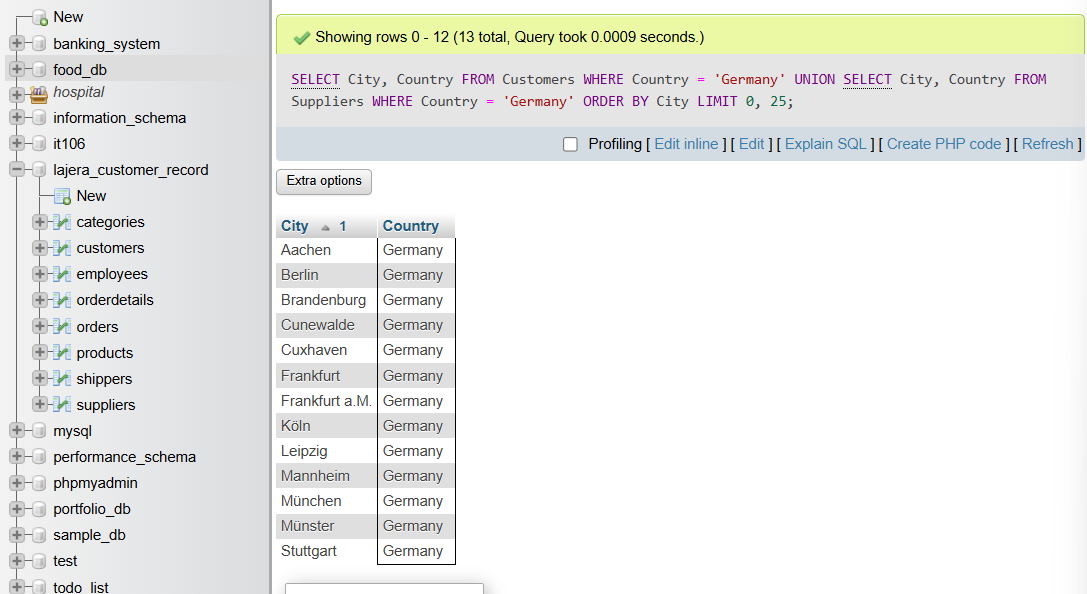 New
banking_system
food_db
hospital
information_schema
it106
lajera_customer_record
New
categories
customers
employees
orderdetails
orders
products
shippers
suppliers
mysql
performance_schema
phpmyadmin
portfolio_db
sample_db
test
todo_list
Showing rows 0 - 12 (13 total, Query took 0.0009 seconds.)
SELECT City, Country FROM Customers WHERE Country = 'Germany' UNION SELECT City, Country FROM
Suppliers WHERE Country = 'Germany' ORDER BY City LIMIT 0, 25;
Profiling [ Edit inline ] [ Edit ] [ Explain SQL ] [ Create PHP code ] [ Refresh ]
Extra options
City 1 Country
Aachen Germany
Berlin Germany
Brandenburg Germany
Cunewalde Germany
Cuxhaven Germany
Frankfurt Germany
Frankfurt a.M. Germany
Köln Germany
Leipzig Germany
Mannheim Germany
München Germany
Münster Germany
Stuttgart Germany